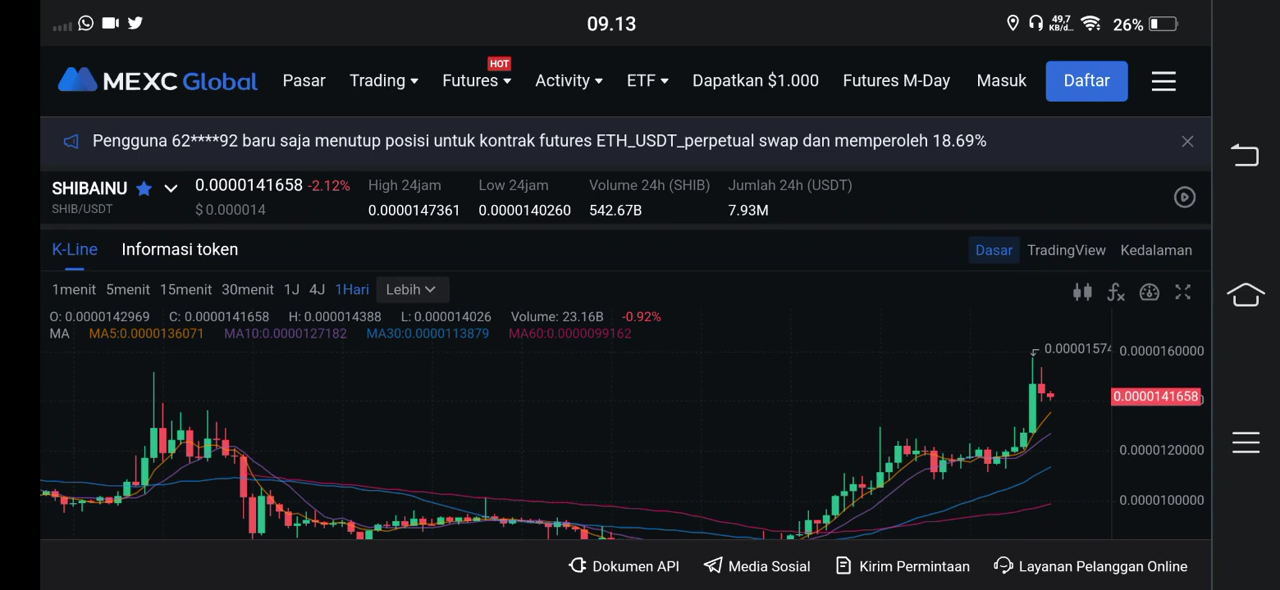 09.13
49,7
KB/d...
26%
MEXC Global
Pasar
Trading
HOT
Futures
Activity
ETF
Dapatkan $1.000
Futures M-Day
Masuk
Daftar
Pengguna 62****92 baru saja menutup posisi untuk kontrak futures ETH_USDT_perpetual swap dan memperoleh 18.69%
SHIBAINU
SHIB/USDT
0.0000141658 -2.12%
$ 0.000014
High 24jam
0.0000147361
Low 24jam
0.0000140260
Volume 24h (SHIB)
542.67B
Jumlah 24h (USDT)
7.93M
K-Line
Informasi token
Dasar
TradingView
Kedalaman
1menit 5menit 15menit 30menit 1J 4J 1Hari Lebih
O: 0.0000142969 C: 0.0000141658 H: 0.000014388 L: 0.000014026 Volume: 23.16B -0.92%
MA MA5:0.0000136071 MA10:0.0000127182 MA30:0.0000113879 MA60:0.0000099162
0.00001574
0.0000160000
0.0000141658
0.0000120000
0.0000100000
Dokumen API
Media Sosial
Kirim Permintaan
Layanan Pelanggan Online